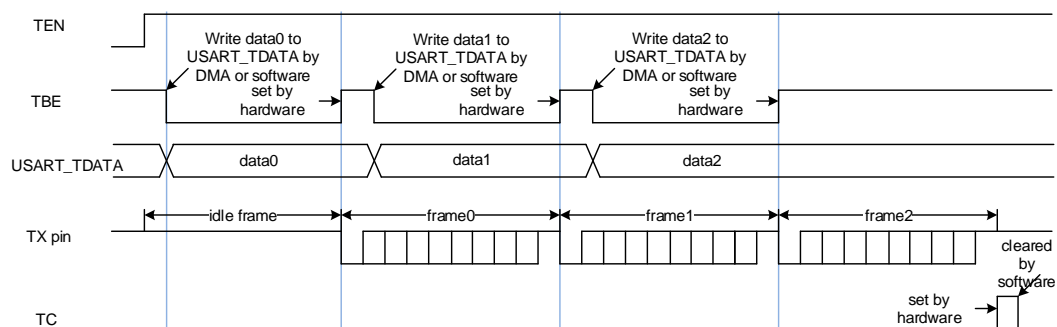 TEN
Write data0 to
USART_TDATA by
DMA or software
Write data1 to
USART_TDATA by
DMA or software
Write data2 to
USART_TDATA by
DMA or software
TBE
set by
hardware
set by
hardware
set by
hardware
USART_TDATA
data0
data1
data2
TX pin
idle frame
frame0
frame1
frame2
cleared
by
software
TC
set by
hardware